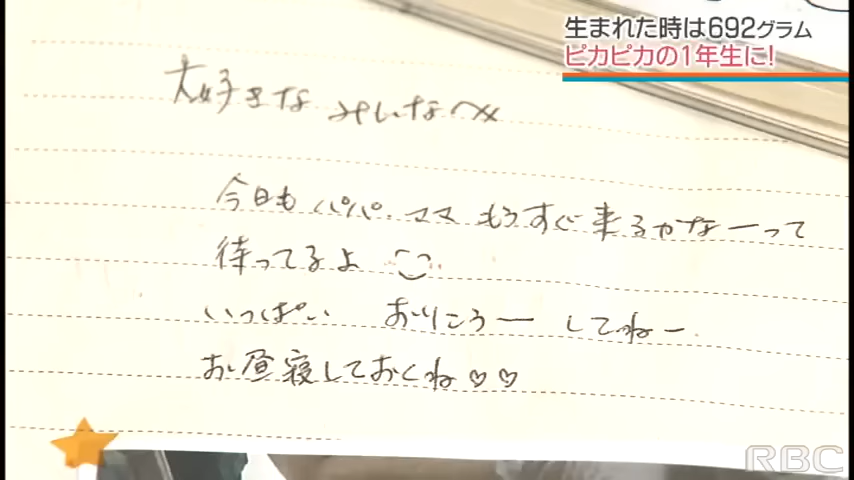 生まれた時は692グラム
ピカピカの1年生に!
大好きな みいなへ
今日も パパ、ママ もうすぐ来るかなーって
待ってるよ
いっぱい おりこうー してねー
お昼寝しておくね♡♡
RBC